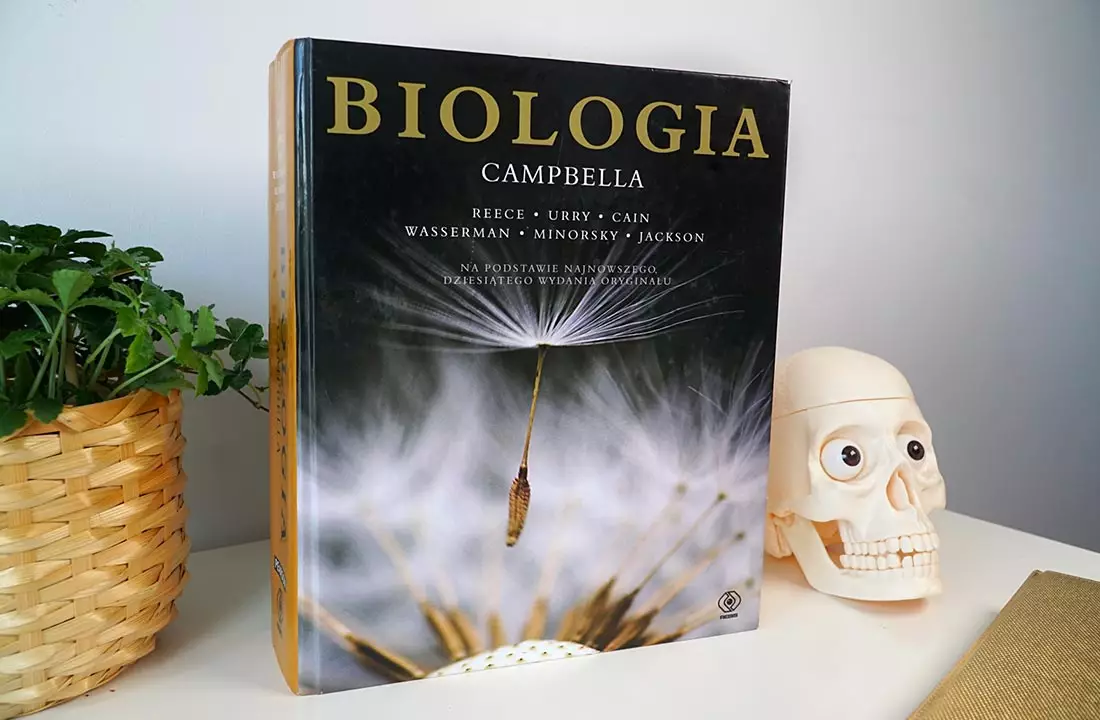 BIOLOGIA
CAMPBELLA
REECE • URRY • CAIN
WASSERMAN • MINORSKY • JACKSON
NA PODSTAWIE NAJNOWSZEGO,
DZIESIĄTEGO WYDANIA ORYGINAŁU